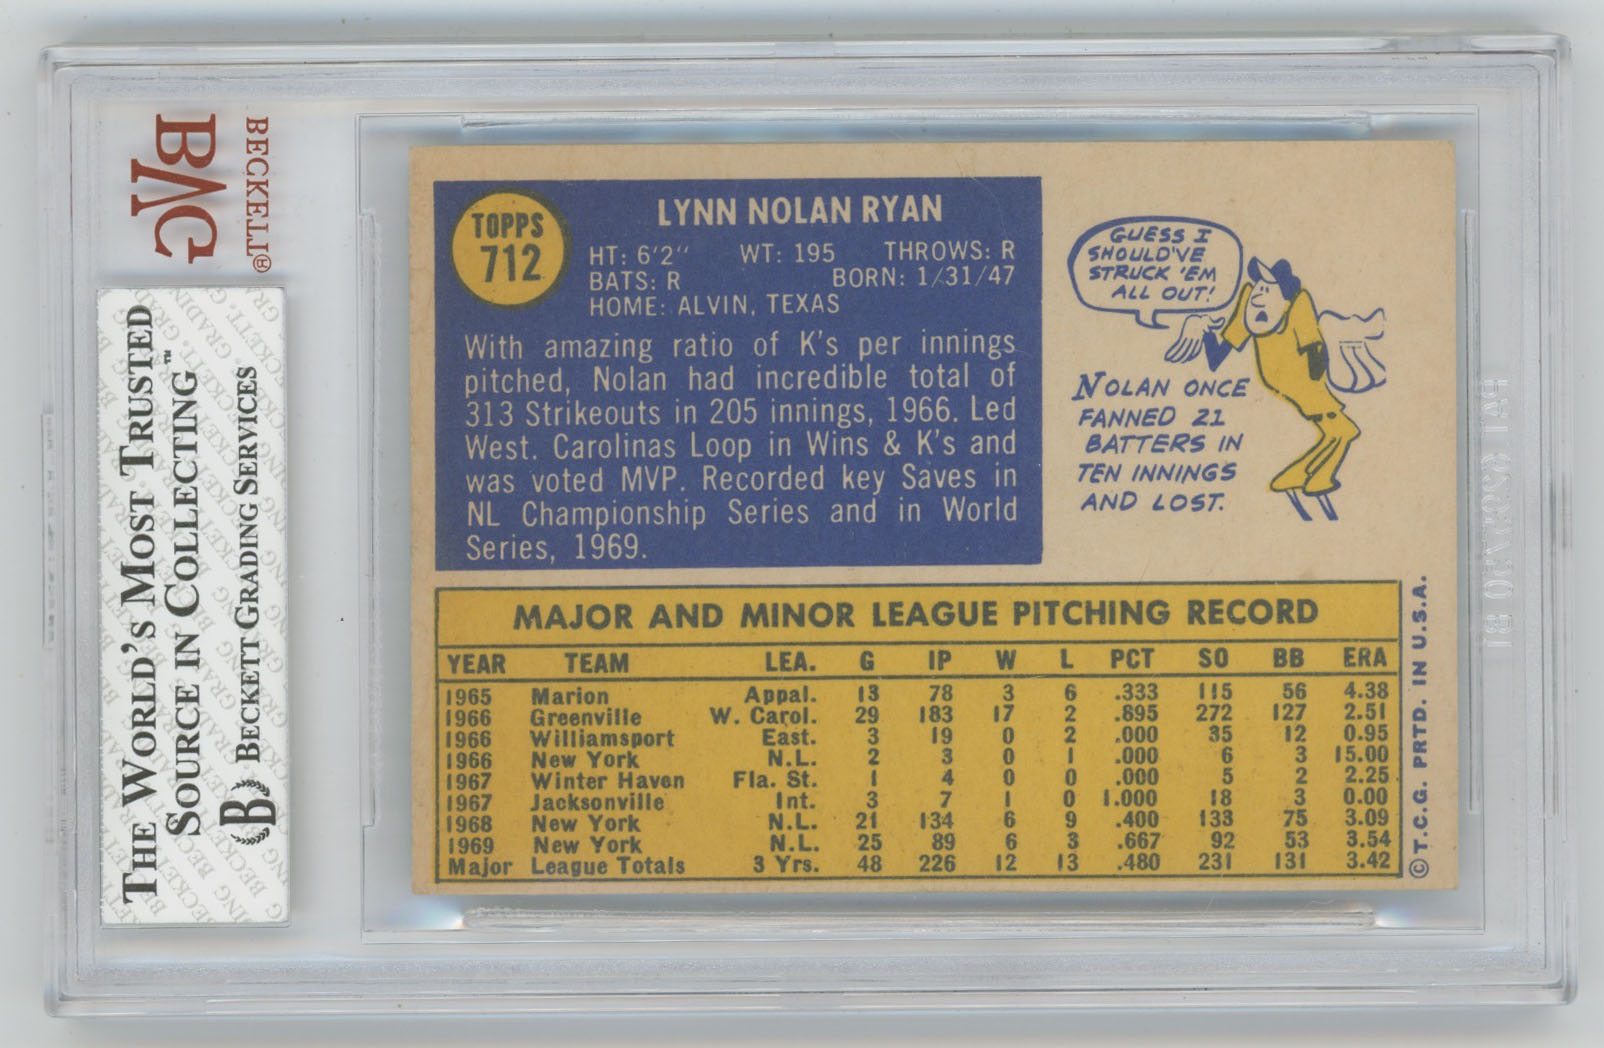 BVG
BECKETT®
THE WORLD'S MOST TRUSTED
SOURCE IN COLLECTING™
B BECKETT GRADING SERVICES
TOPPS
712
LYNN NOLAN RYAN
HT: 6'2" WT: 195 THROWS: R
BATS: R BORN: 1/31/47
HOME: ALVIN, TEXAS
With amazing ratio of K's per innings
pitched, Nolan had incredible total of
313 Strikeouts in 205 innings, 1966. Led
West. Carolinas Loop in Wins & K's and
was voted MVP. Recorded key Saves in
NL Championship Series and in World
Series, 1969.
GUESS I
SHOULD'VE
STRUCK 'EM
ALL OUT!
NOLAN ONCE
FANNED 21
BATTERS IN
TEN INNINGS
AND LOST.
MAJOR AND MINOR LEAGUE PITCHING RECORD
YEAR TEAM LEA. G IP W L PCT SO BB ERA
1965 Marion Appal. 13 78 3 6 .333 115 56 4.38
1966 Greenville W. Carol. 29 183 17 2 .895 272 127 2.51
1966 Williamsport East. 3 19 0 2 .000 35 12 0.95
1966 New York N.L. 2 3 0 1 .000 6 3 15.00
1967 Winter Haven Fla. St. 1 4 0 0 .000 5 2 2.25
1967 Jacksonville Int. 3 7 1 0 1.000 18 3 0.00
1968 New York N.L. 21 134 6 9 .400 133 75 3.09
1969 New York N.L. 25 89 6 3 .667 92 53 3.54
Major League Totals 3 Yrs. 48 226 12 13 .480 231 131 3.42
© T.C.G. PRTD. IN U.S.A.